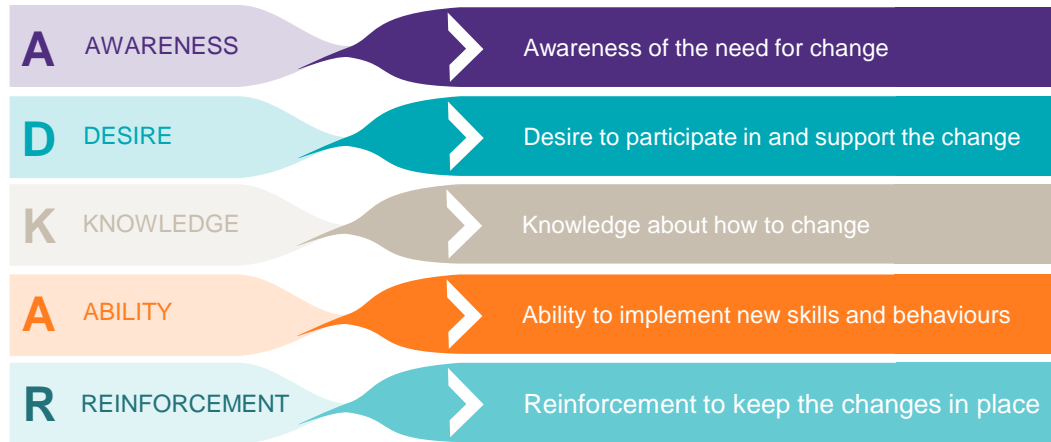 A AWARENESS Awareness of the need for change
D DESIRE Desire to participate in and support the change
K KNOWLEDGE Knowledge about how to change
A ABILITY Ability to implement new skills and behaviours
R REINFORCEMENT Reinforcement to keep the changes in place